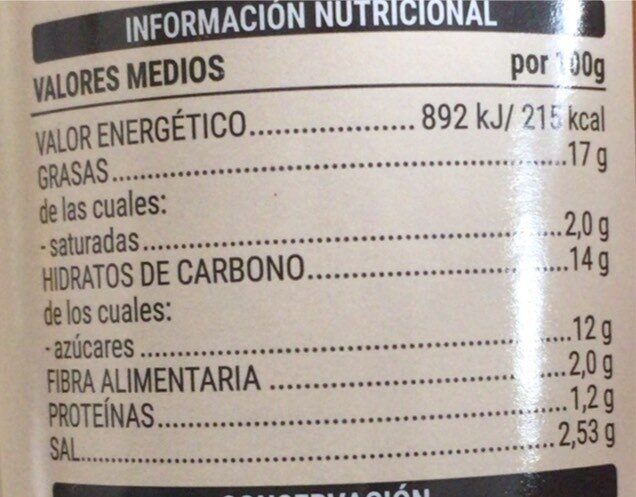 INFORMACIÓN NUTRICIONAL
VALORES MEDIOS por 100g
VALOR ENERGÉTICO................ 892 kJ/ 215 kcal
GRASAS................17 g
de las cuales:
- saturadas................2,0 g
HIDRATOS DE CARBONO................14 g
de los cuales:
- azúcares................12 g
FIBRA ALIMENTARIA ................2,0 g
PROTEÍNAS................1,2 g
SAL................2,53 g